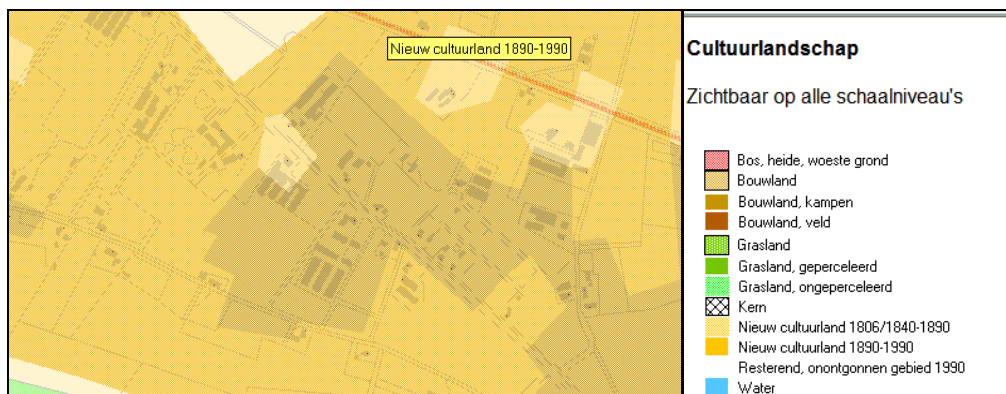 Nieuw cultuurland 1890-1990
Cultuurlandschap
Zichtbaar op alle schaalniveau's
Bos, heide, woeste grond
Bouwland
Bouwland, kampen
Bouwland, veld
Grasland
Grasland, geperceleerd
Grasland, ongeperceleerd
Kern
Nieuw cultuurland 1806/1840-1890
Nieuw cultuurland 1890-1990
Resterend, onontgonnen gebied 1990
Water